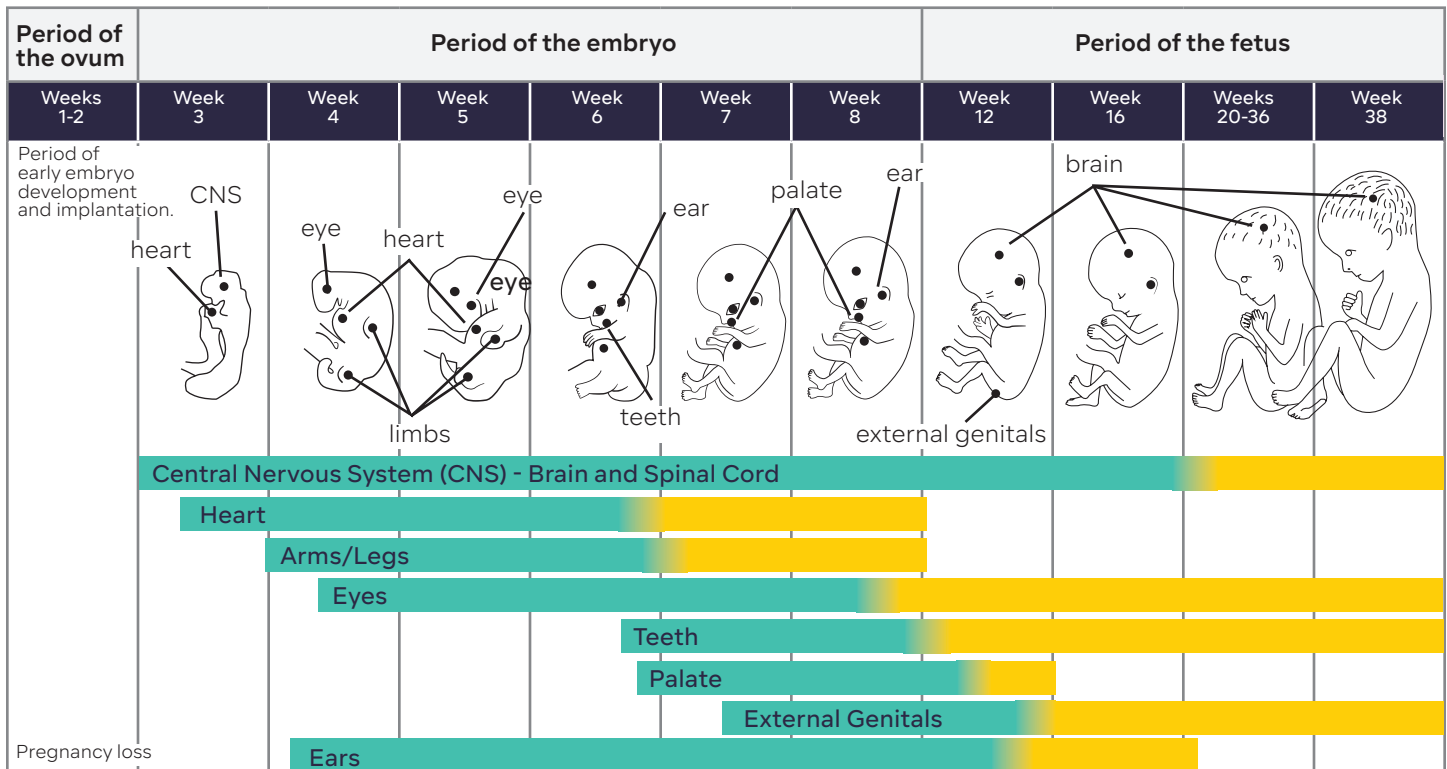 Period of
the ovum
Period of the embryo
Period of the fetus
Weeks
1-2
Week
3
Week
4
Week
5
Week
6
Week
7
Week
8
Week
12
Week
16
Weeks
20-36
Week
38
Period of
early embryo
development
and implantation.
CNS
heart
eye
heart
eye
eye
limbs
ear
teeth
palate
ear
brain
external genitals
Central Nervous System (CNS) - Brain and Spinal Cord
Heart
Arms/Legs
Eyes
Teeth
Palate
External Genitals
Pregnancy loss
Ears